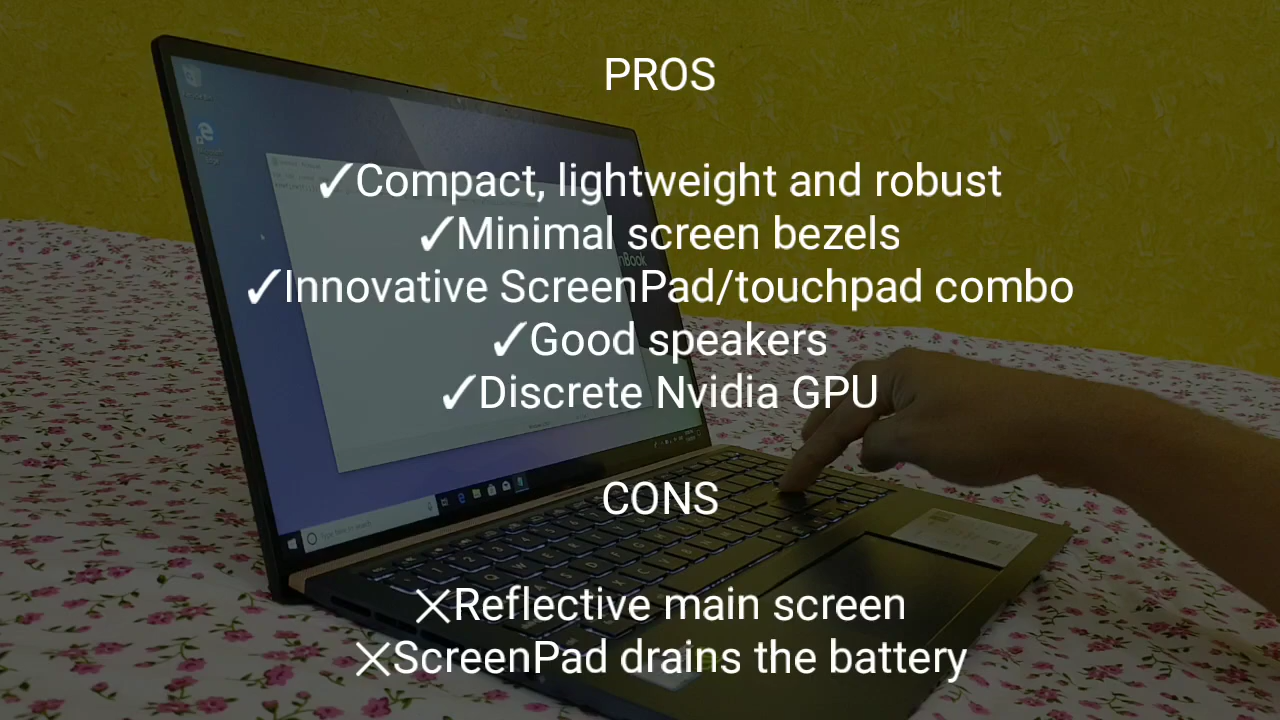 PROS
✓Compact, lightweight and robust
✓Minimal screen bezels
✓Innovative ScreenPad/touchpad combo
✓Good speakers
✓Discrete Nvidia GPU
CONS
✕Reflective main screen
✕ScreenPad drains the battery